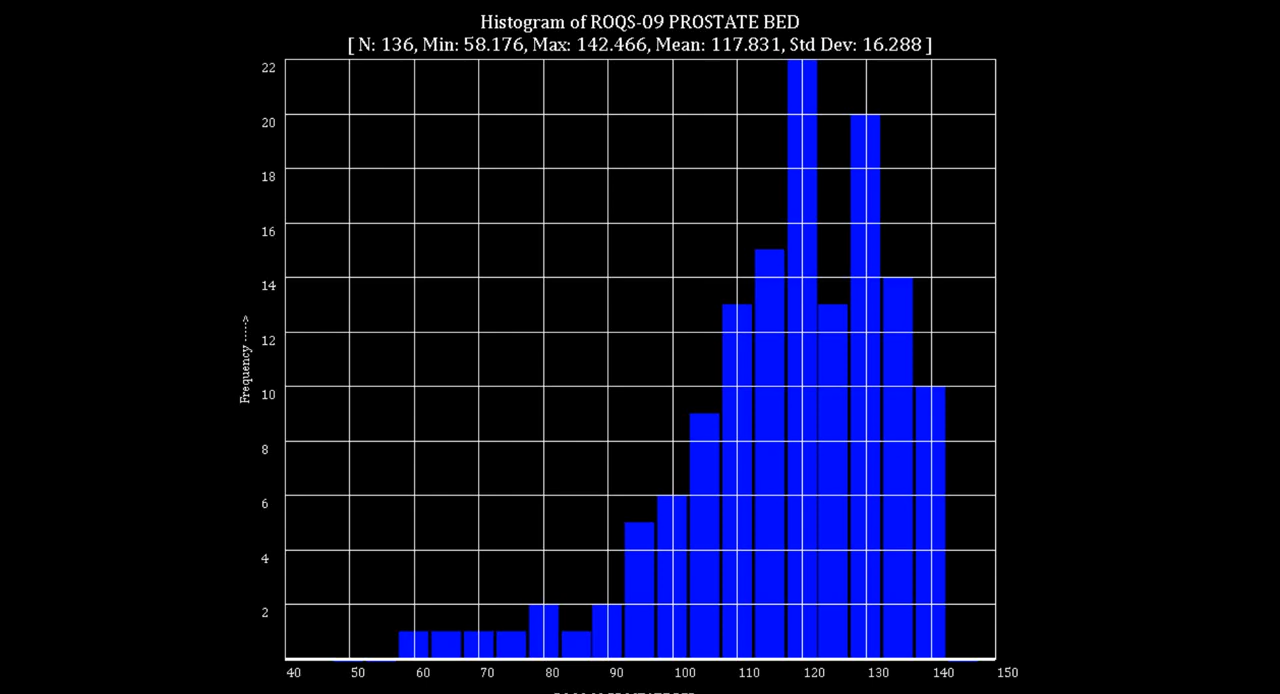 Histogram of ROQS-09 PROSTATE BED
[ N: 136, Min: 58.176, Max: 142.466, Mean: 117.831, Std Dev: 16.288 ]
22
20
18
16
14
12
10
8
6
4
2
Frequency ----->
40 50 60 70 80 90 100 110 120 130 140 150